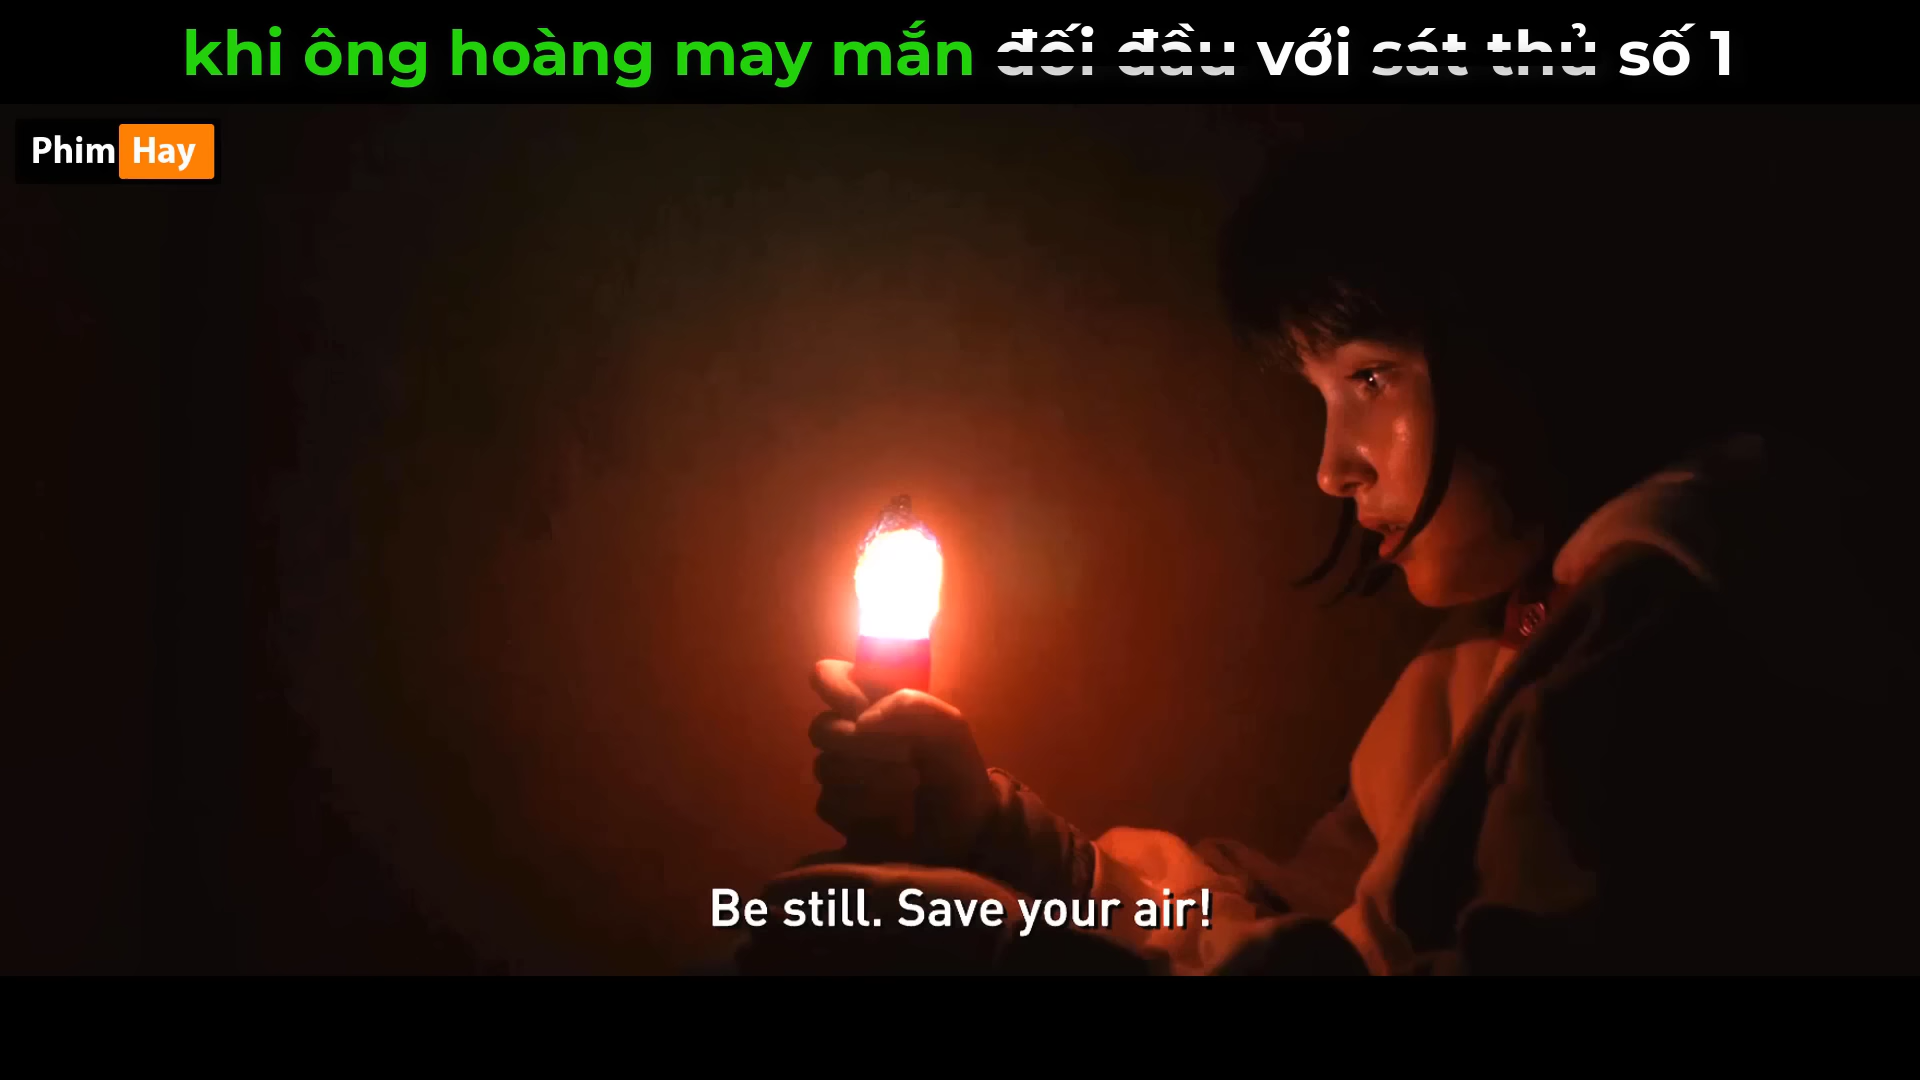 khi ông hoàng may mắn đối đầu với sát thủ số 1
Phim Hay
Be still. Save your air!